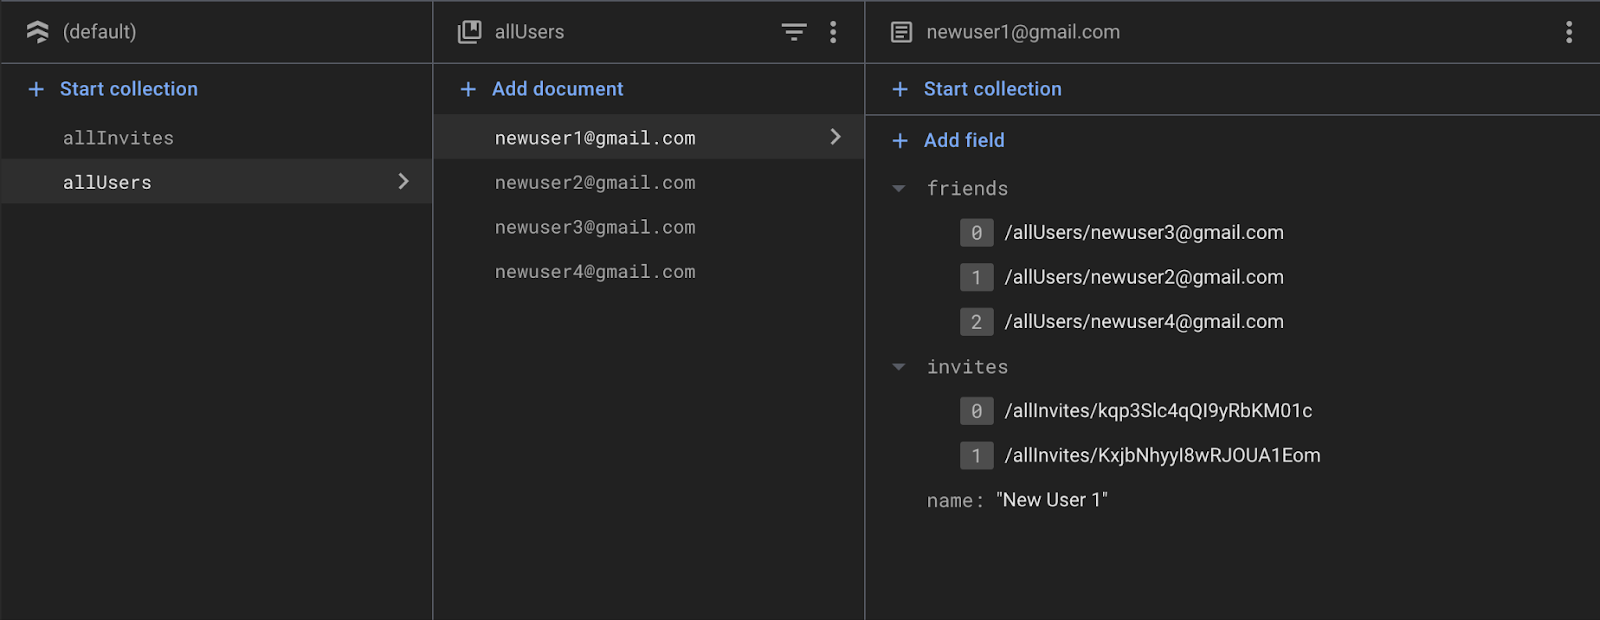 (default)
Start collection
allInvites
allUsers
allUsers
Add document
newuser1@gmail.com
newuser2@gmail.com
newuser3@gmail.com
newuser4@gmail.com
newuser1@gmail.com
Start collection
Add field
friends
0 /allUsers/newuser3@gmail.com
1 /allUsers/newuser2@gmail.com
2 /allUsers/newuser4@gmail.com
invites
0 /allInvites/kqp3Slc4qQI9yRbKM01c
1 /allInvites/KxjbNhyyI8wRJOUA1Eom
name: "New User 1"